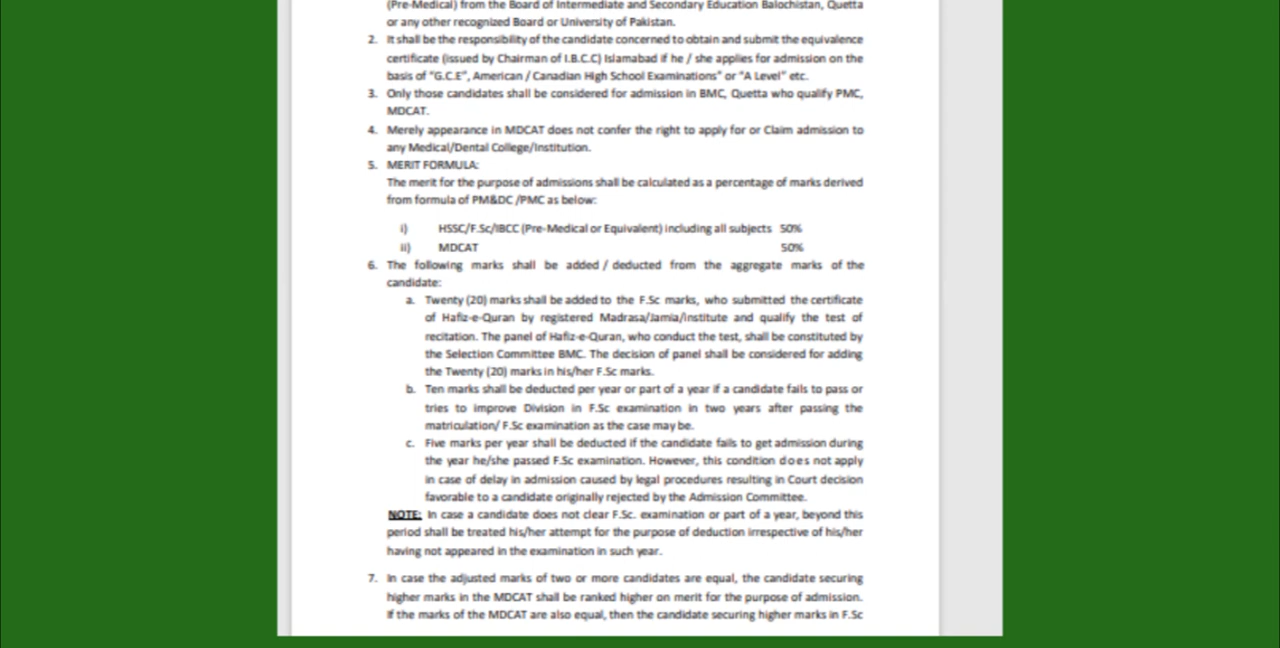 (Pre-Medical) from the Board of Intermediate and Secondary Education Balochistan, Quetta
or any other recognized Board or University of Pakistan.
2. It shall be the responsibility of the candidate concerned to obtain and submit the equivalence
certificate (issued by Chairman of I.B.C.C) Islamabad if he / she applies for admission on the
basis of "G.C.E", American / Canadian High School Examinations" or "A Level" etc.
3. Only those candidates shall be considered for admission in BMC, Quetta who qualify PMC,
MDCAT.
4. Merely appearance in MDCAT does not confer the right to apply for or Claim admission to
any Medical/Dental College/Institution.
5. MERIT FORMULA:
The merit for the purpose of admissions shall be calculated as a percentage of marks derived
from formula of PM&DC /PMC as below:
i) HSSC/F.Sc/IBCC (Pre-Medical or Equivalent) including all subjects 50%
ii) MDCAT 50%
6. The following marks shall be added / deducted from the aggregate marks of the
candidate:
a. Twenty (20) marks shall be added to the F.Sc marks, who submitted the certificate
of Hafiz-e-Quran by registered Madrasa/Jamia/institute and qualify the test of
recitation. The panel of Hafiz-e-Quran, who conduct the test, shall be constituted by
the Selection Committee BMC. The decision of panel shall be considered for adding
the Twenty (20) marks in his/her F.Sc marks.
b. Ten marks shall be deducted per year or part of a year if a candidate fails to pass or
tries to improve Division in F.Sc examination in two years after passing the
matriculation/ F.Sc examination as the case may be.
c. Five marks per year shall be deducted if the candidate fails to get admission during
the year he/she passed F.Sc examination. However, this condition does not apply
in case of delay in admission caused by legal procedures resulting in Court decision
favorable to a candidate originally rejected by the Admission Committee.
NOTE: In case a candidate does not clear F.Sc. examination or part of a year, beyond this
period shall be treated his/her attempt for the purpose of deduction irrespective of his/her
having not appeared in the examination in such year.
7. In case the adjusted marks of two or more candidates are equal, the candidate securing
higher marks in the MDCAT shall be ranked higher on merit for the purpose of admission.
If the marks of the MDCAT are also equal, then the candidate securing higher marks in F.Sc